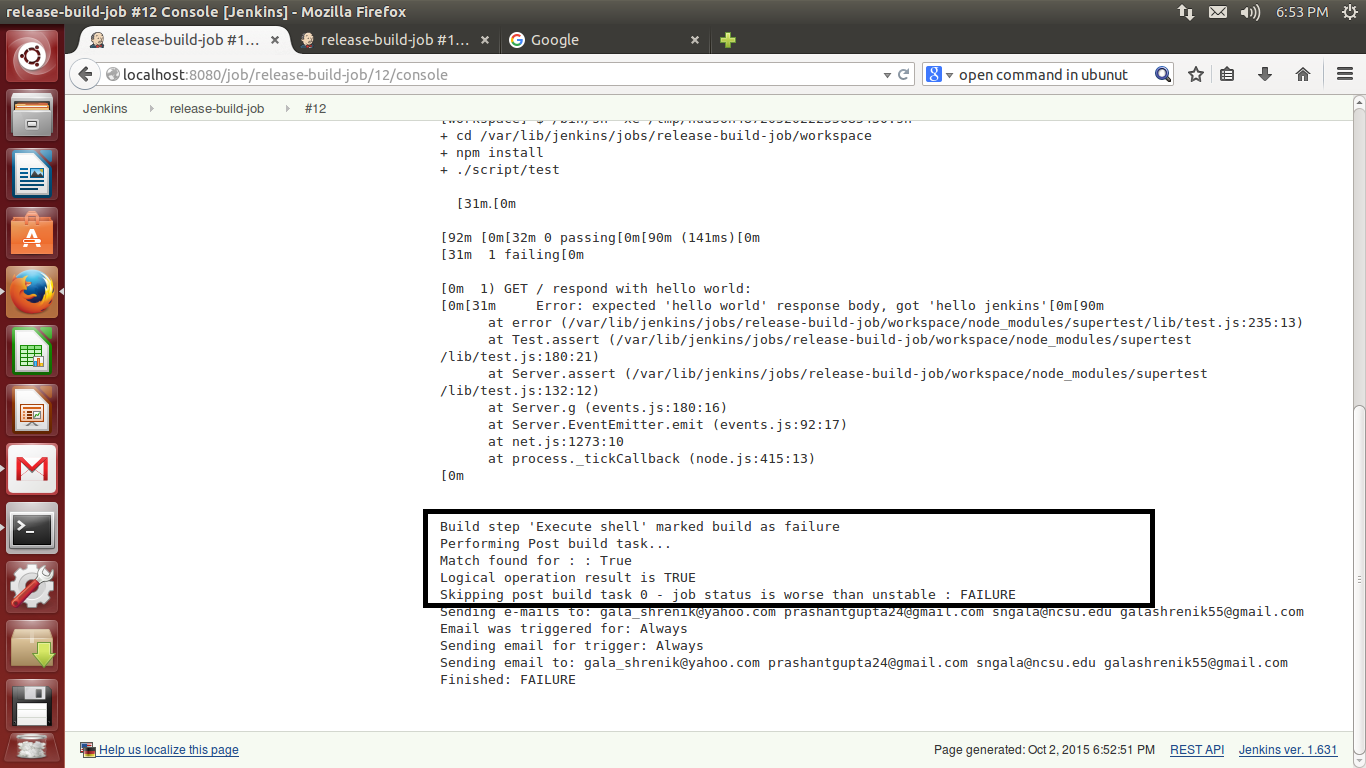 release-build-job #12 Console [Jenkins] - Mozilla Firefox
6:53 PM
release-build-job #1...
release-build-job #1...
Google
localhost:8080/job/release-build-job/12/console
open command in ubunut
Jenkins
release-build-job
#12
+ cd /var/lib/jenkins/jobs/release-build-job/workspace
+ npm install
+ ./script/test
[31m.[0m
[92m [0m[32m 0 passing[0m[90m (141ms)[0m
[31m  1 failing[0m
[0m  1) GET / respond with hello world:
[0m[31m     Error: expected 'hello world' response body, got 'hello jenkins'[0m[90m
at error (/var/lib/jenkins/jobs/release-build-job/workspace/node_modules/supertest/lib/test.js:235:13)
at Test.assert (/var/lib/jenkins/jobs/release-build-job/workspace/node_modules/supertest
/lib/test.js:180:21)
at Server.assert (/var/lib/jenkins/jobs/release-build-job/workspace/node_modules/supertest
/lib/test.js:132:12)
at Server.g (events.js:180:16)
at Server.EventEmitter.emit (events.js:92:17)
at net.js:1273:10
at process._tickCallback (node.js:415:13)
[0m
Build step 'Execute shell' marked build as failure
Performing Post build task...
Match found for : : True
Logical operation result is TRUE
Skipping post build task 0 - job status is worse than unstable : FAILURE
Sending e-mails to: gala_shrenik@yahoo.com prashantgupta24@gmail.com sngala@ncsu.edu galashrenik55@gmail.com
Email was triggered for: Always
Sending email for trigger: Always
Sending email to: gala_shrenik@yahoo.com prashantgupta24@gmail.com sngala@ncsu.edu galashrenik55@gmail.com
Finished: FAILURE
Help us localize this page
Page generated: Oct 2, 2015 6:52:51 PM
REST API
Jenkins ver. 1.631